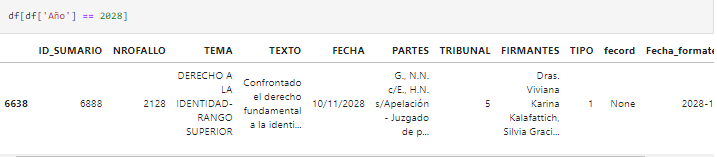 df[df['Año'] == 2028]
ID_SUMARIO NROFALLO TEMA TEXTO FECHA PARTES TRIBUNAL FIRMANTES TIPO fecord Fecha_formate
6638 6888 2128 DERECHO A LA IDENTIDAD- RANGO SUPERIOR Confrontado el derecho fundamental a la identi... 10/11/2028 G., N.N. c/E., H.N. s/Apelación - Juzgado de p... 5 Dras. Viviana Karina Kalafattich, Silvia Graci... 1 None 2028-1